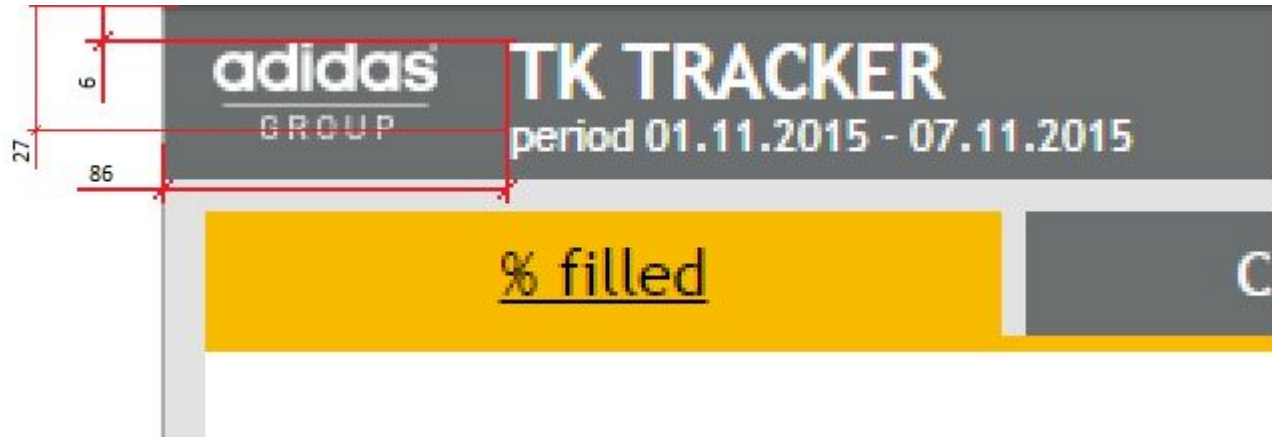 adidas
GROUP
TK TRACKER
period 01.11.2015 - 07.11.2015
6
27
86
% filled
C